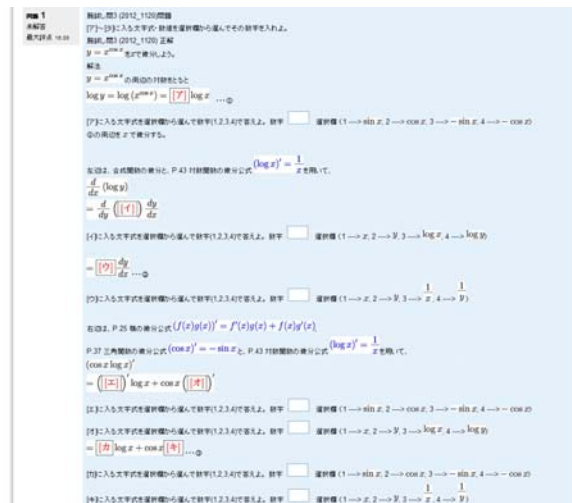 問題 1
未解答
最大評点
[ア]~[キ]に入る文字式・数値を選択欄から選んでその数字を入れよ。
y = x^{cos x} をxで微分しよう。
解法
y = x^{cos x} の両辺の対数をとると
log y = log (x^{cos x}) = [ア] log x …①
[ア]に入る文字式を選択欄から選んで数字(1,2,3,4)で答えよ。数字 選択欄 (1 —> sin x, 2 —> cos x, 3 —> − sin x, 4 —> − cos x)
①の両辺を x で微分する。
左辺は、合成関数の微分と、P.43 対数関数の微分公式 (log x)' = 1/x を用いて、
d/dx (log y)
= d/dy ([イ]) dy/dx
[イ]に入る文字式を選択欄から選んで数字(1,2,3,4)で答えよ。数字 選択欄 (1 —> x, 2 —> y, 3 —> log x, 4 —> log y)
= [ウ] dy/dx …②
[ウ]に入る文字式を選択欄から選んで数字(1,2,3,4)で答えよ。数字 選択欄 (1 —> x, 2 —> y, 3 —> 1/x, 4 —> 1/y)
右辺は、P.25 積の微分公式 (f(x)g(x))' = f'(x)g(x) + f(x)g'(x)
P.37 三角関数の微分公式 (cos x)' = − sin x と、P.43 対数関数の微分公式 (log x)' = 1/x を用いて、
(cos x log x)'
= ([エ])' log x + cos x ([オ])'
[エ]に入る文字式を選択欄から選んで数字(1,2,3,4)で答えよ。数字 選択欄 (1 —> sin x, 2 —> cos x, 3 —> − sin x, 4 —> − cos x)
[オ]に入る文字式を選択欄から選んで数字(1,2,3,4)で答えよ。数字 選択欄 (1 —> x, 2 —> y, 3 —> log x, 4 —> log y)
= [カ] log x + cos x [キ] …③
[カ]に入る文字式を選択欄から選んで数字(1,2,3,4)で答えよ。数字 選択欄 (1 —> sin x, 2 —> cos x, 3 —> − sin x, 4 —> − cos x)
[キ]に入る文字式を選択欄から選んで数字(1,2,3,4)で答えよ。数字 選択欄 (1 —> x, 2 —> y, 3 —> 1/x, 4 —> 1/y)